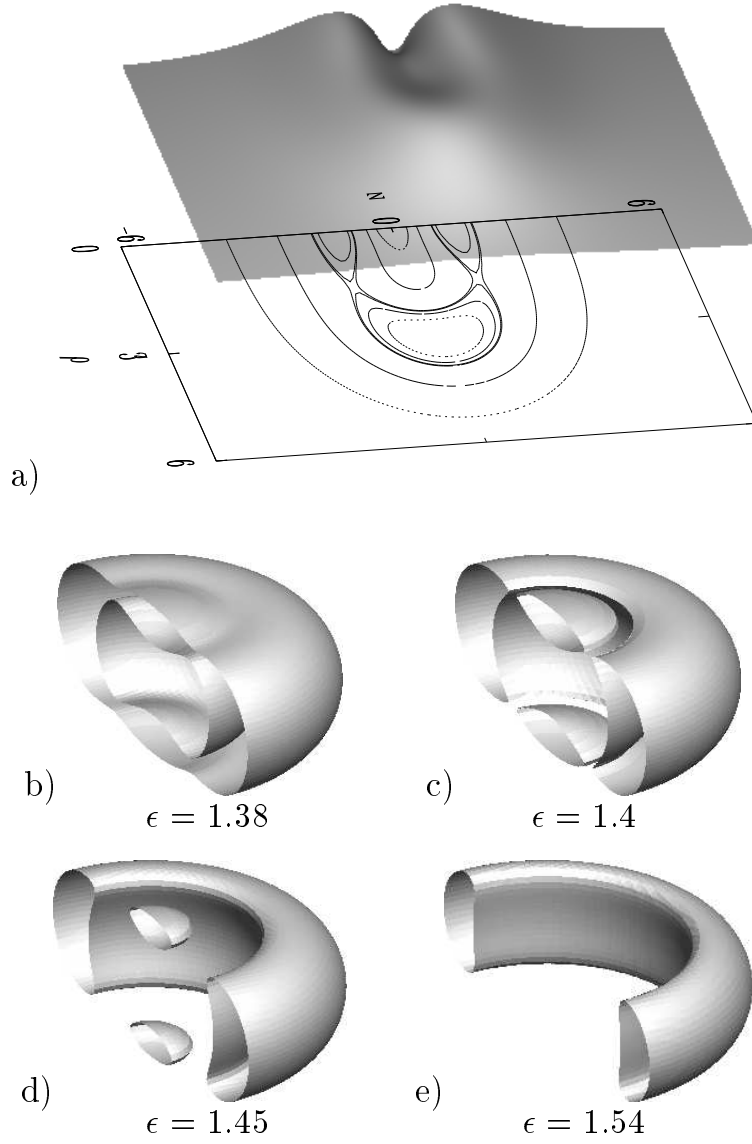 z
-6
0
6
0
3
ρ
6
a)
b)
ϵ = 1.38
c)
ϵ = 1.4
d)
ϵ = 1.45
e)
ϵ = 1.54